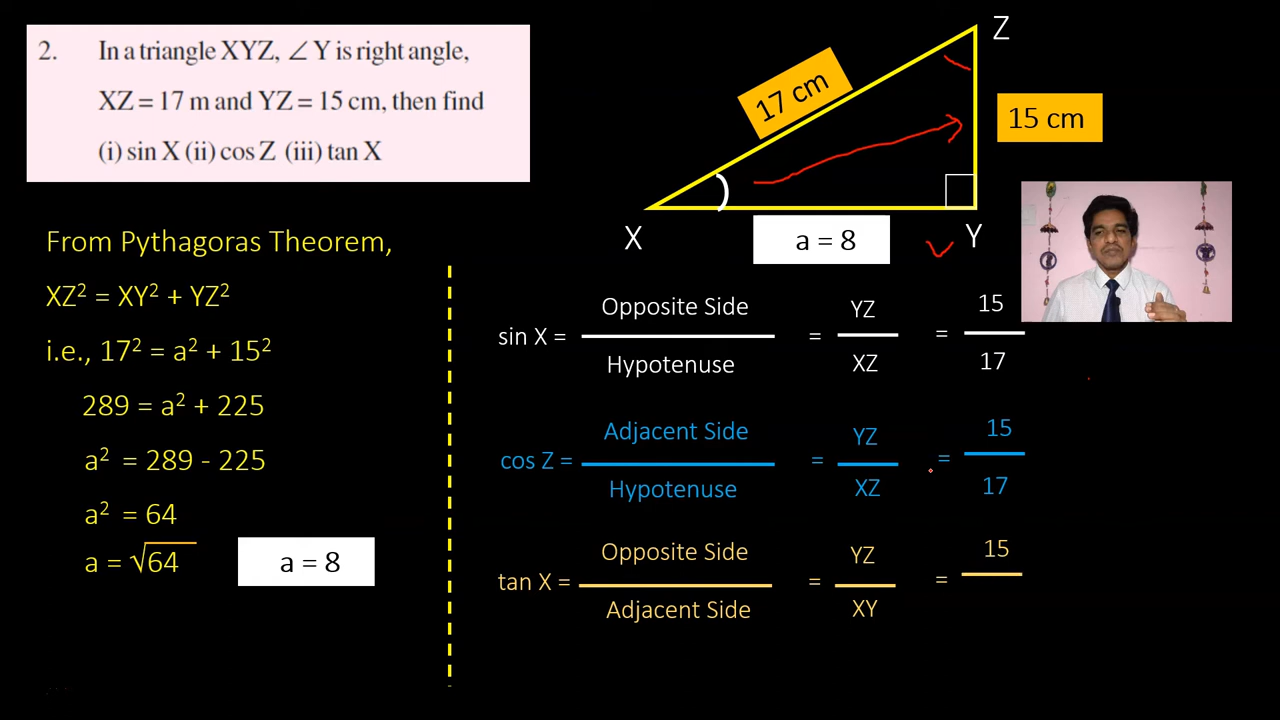 2. In a triangle XYZ, ∠ Y is right angle,
XZ = 17 m and YZ = 15 cm, then find
(i) sin X (ii) cos Z (iii) tan X
Z
17 cm
15 cm
X
a = 8
Y
From Pythagoras Theorem,
XZ² = XY² + YZ²
i.e., 17² = a² + 15²
289 = a² + 225
a² = 289 - 225
a² = 64
a = √64
a = 8
sin X = Opposite Side / Hypotenuse = YZ / XZ = 15 / 17
cos Z = Adjacent Side / Hypotenuse = YZ / XZ = 15 / 17
tan X = Opposite Side / Adjacent Side = YZ / XY = 15